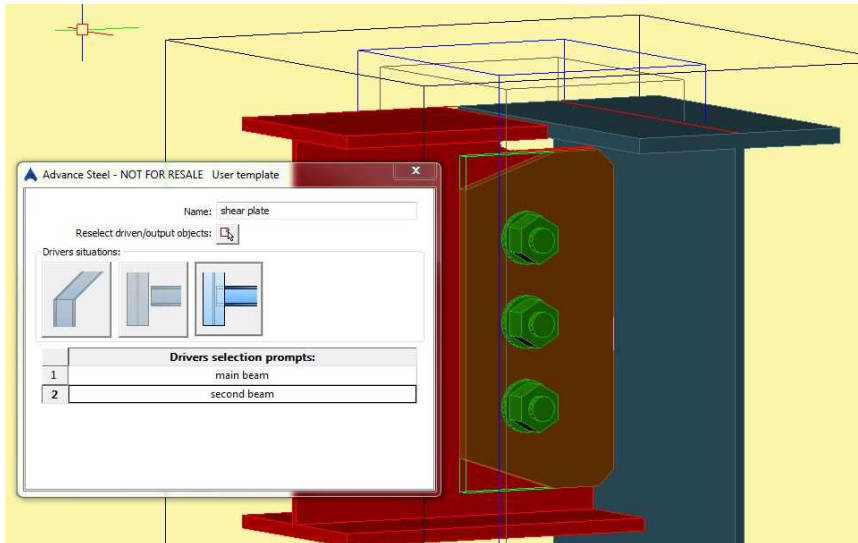 Advance Steel - NOT FOR RESALE User template
x
Name: shear plate
Reselect driven/output objects:
Drivers situations:
Drivers selection prompts:
1 main beam
2 second beam